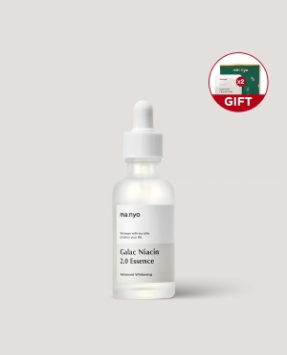 ma:nyo
Galac Niacin
2.0 Essence
Advanced Whitening
x2
GIFT